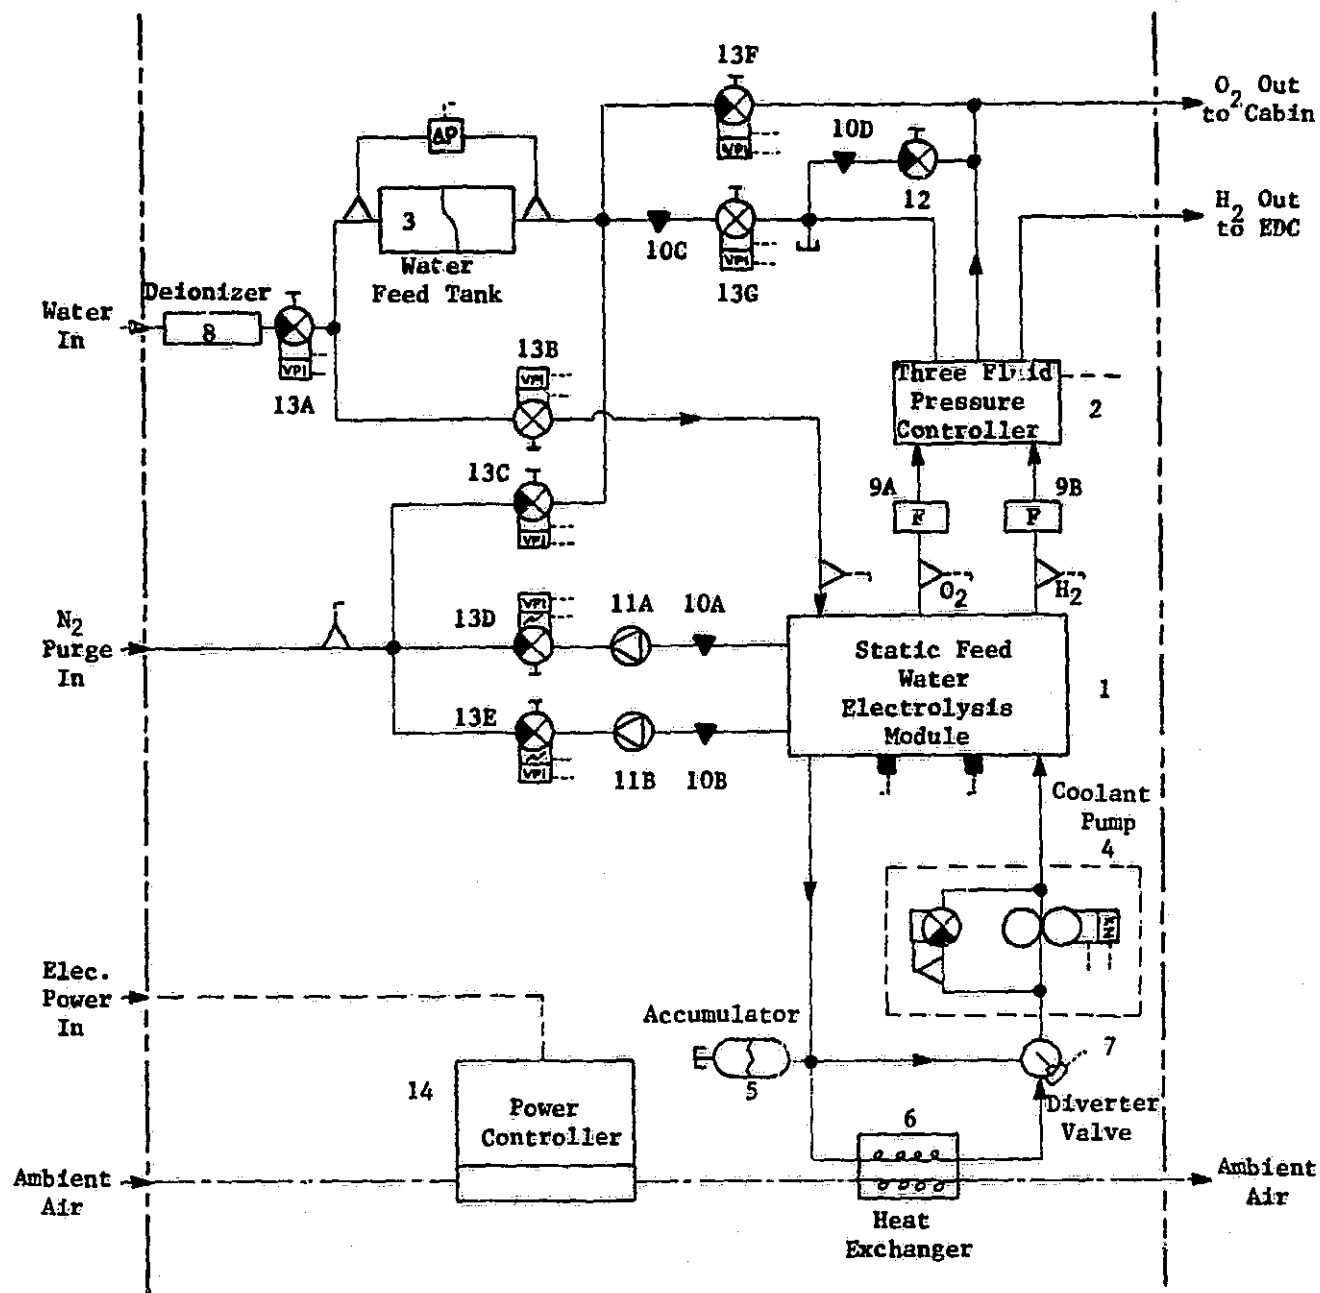 13F
O2 Out
to Cabin
ΔP
10D
VPI
12
3
H2 Out
to EDC
10C
Water
Feed Tank
VPI
13G
Deionizer
Water
In
8
13B
VPI
VPI
13A
Three Fluid
Pressure
Controller
2
13C
9A
9B
F
F
VPI
O2
H2
N2
Purge
In
13D
VPI
11A
10A
Static Feed
Water
Electrolysis
Module
1
13E
VPI
11B
10B
Coolant
Pump
4
Elec.
Power
In
Accumulator
5
7
14
Power
Controller
6
Diverter
Valve
Ambient
Air
Ambient
Air
Heat
Exchanger